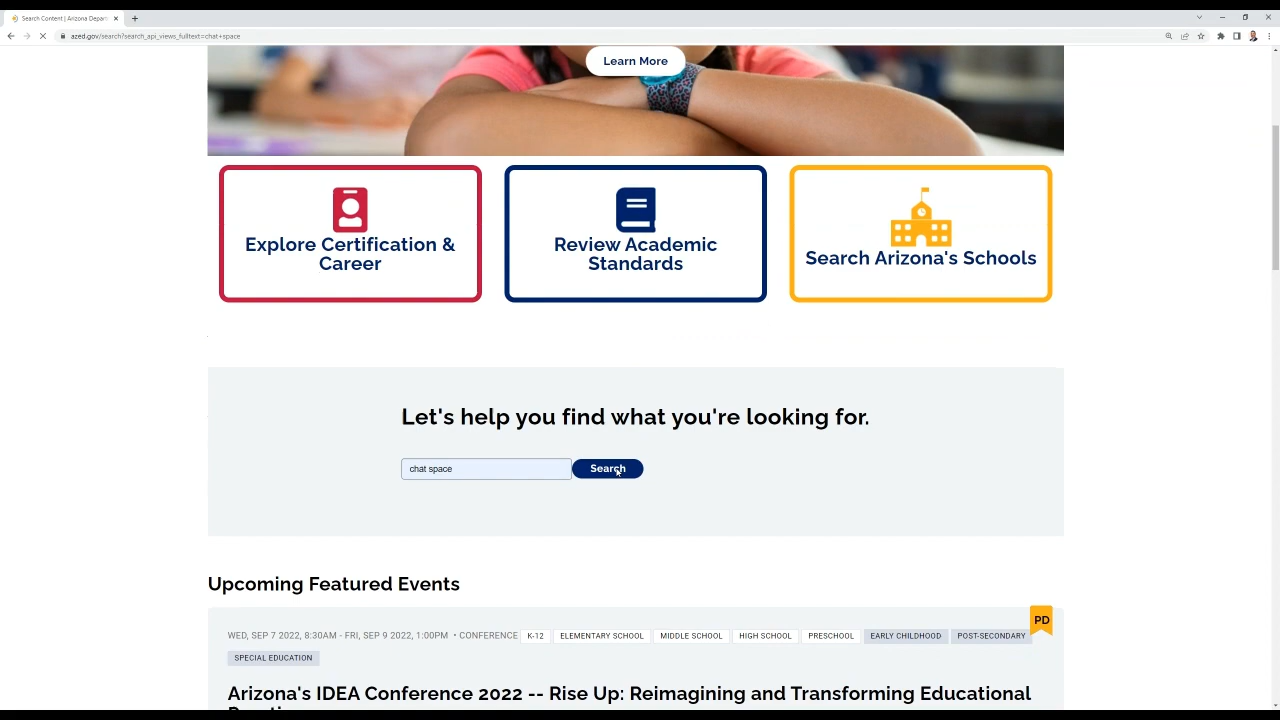 Search Content | Arizona Depart
azed.gov/search?search_api_views_fulltext=chat+space
Learn More
Explore Certification &
Career
Review Academic
Standards
Search Arizona's Schools
Let's help you find what you're looking for.
chat space
Search
Upcoming Featured Events
PD
WED, SEP 7 2022, 8:30AM - FRI, SEP 9 2022, 1:00PM • CONFERENCE K-12 ELEMENTARY SCHOOL MIDDLE SCHOOL HIGH SCHOOL PRESCHOOL EARLY CHILDHOOD POST-SECONDARY
SPECIAL EDUCATION
Arizona's IDEA Conference 2022 -- Rise Up: Reimagining and Transforming Educational